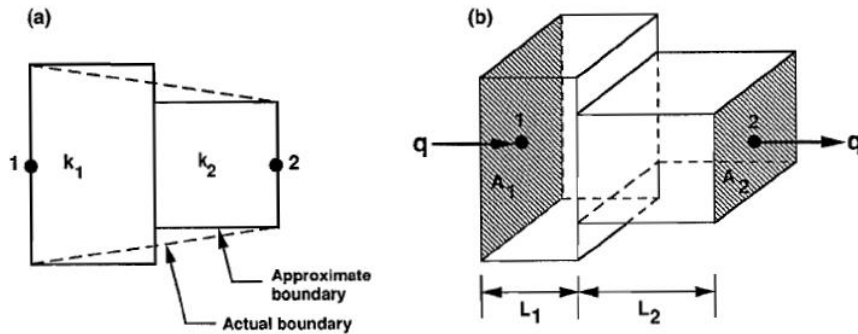 (a)
k1
k2
1
2
Approximate
boundary
Actual boundary
(b)
1
2
q
q
A1
A2
L1
L2